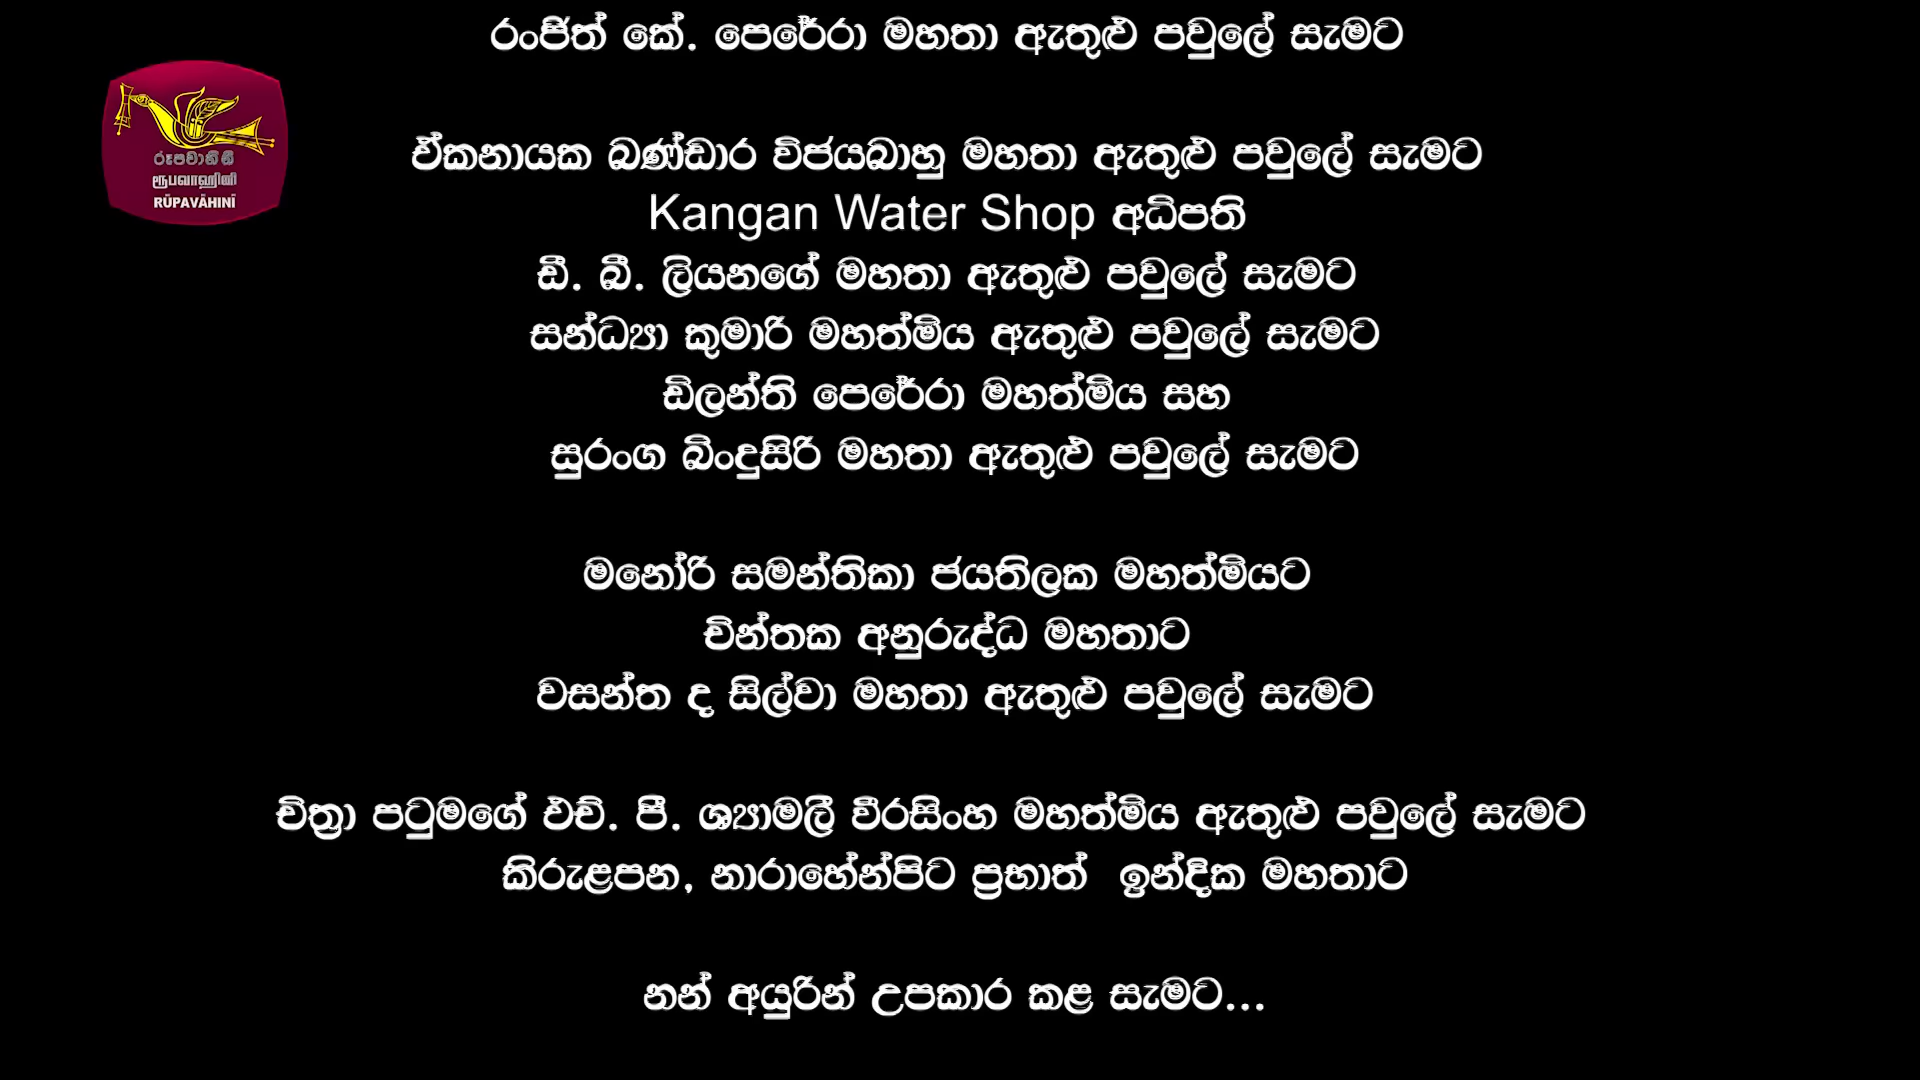 රංජිත් කේ. පෙරේරා මහතා ඇතුළු පවුලේ සැමට
රූපවාහිනී
ரூபவாஹினி
RŪPAVĀHINĪ
ඒකනායක බණ්ඩාර විජයබාහු මහතා ඇතුළු පවුලේ සැමට
Kangan Water Shop අධිපති
ඩී. බී. ලියනගේ මහතා ඇතුළු පවුලේ සැමට
සන්ධ්‍යා කුමාරි මහත්මිය ඇතුළු පවුලේ සැමට
ඩිලන්ති පෙරේරා මහත්මිය සහ
සුරංග බිංදුසිරි මහතා ඇතුළු පවුලේ සැමට
මනෝරි සමන්තිකා ජයතිලක මහත්මියට
චින්තක අනුරුද්ධ මහතාට
වසන්ත ද සිල්වා මහතා ඇතුළු පවුලේ සැමට
චිත්‍රා පටුමගේ එච්. පී. ශ්‍යාමලී වීරසිංහ මහත්මිය ඇතුළු පවුලේ සැමට
කිරුළපන, නාරාහේන්පිට ප්‍රභාත් ඉන්දික මහතාට
නන් අයුරින් උපකාර කළ සැමට...